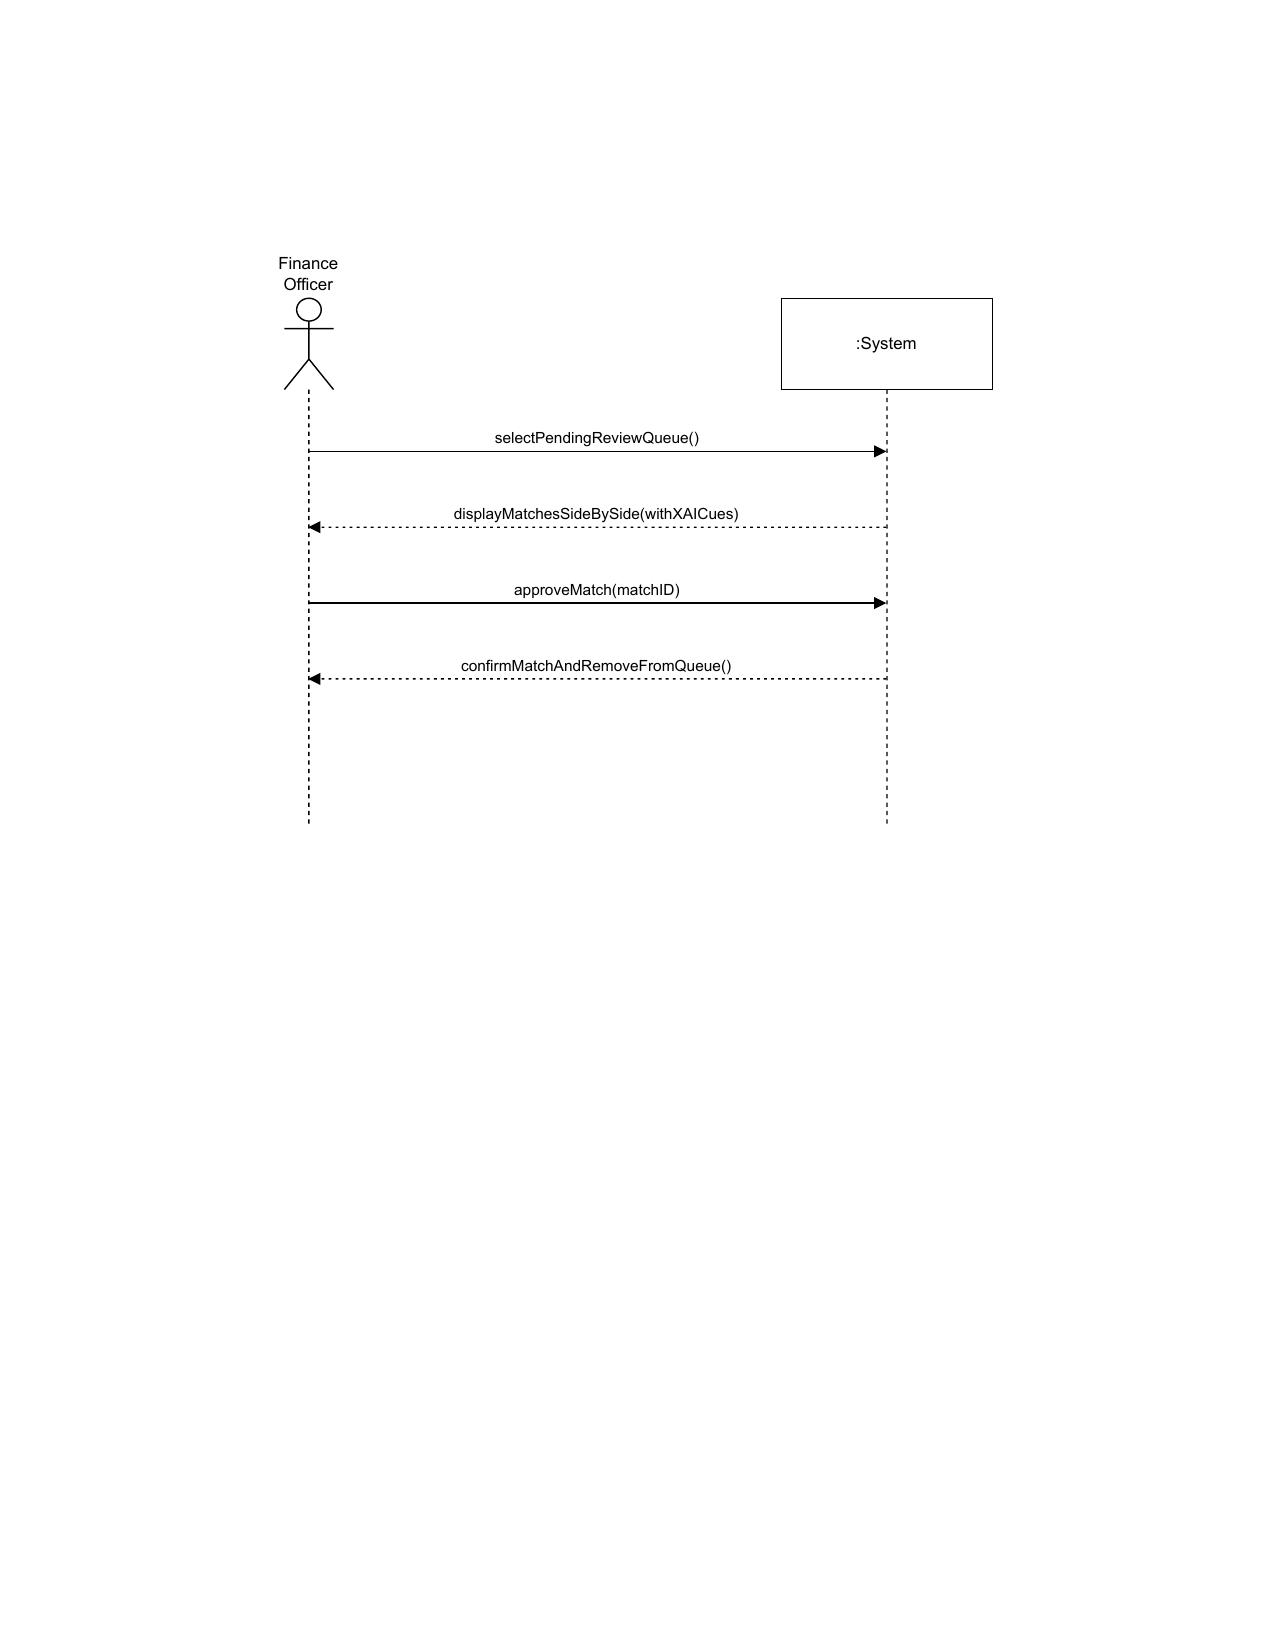 Finance
Officer
:System
selectPendingReviewQueue()
displayMatchesSideBySide(withXAICues)
approveMatch(matchID)
confirmMatchAndRemoveFromQueue()